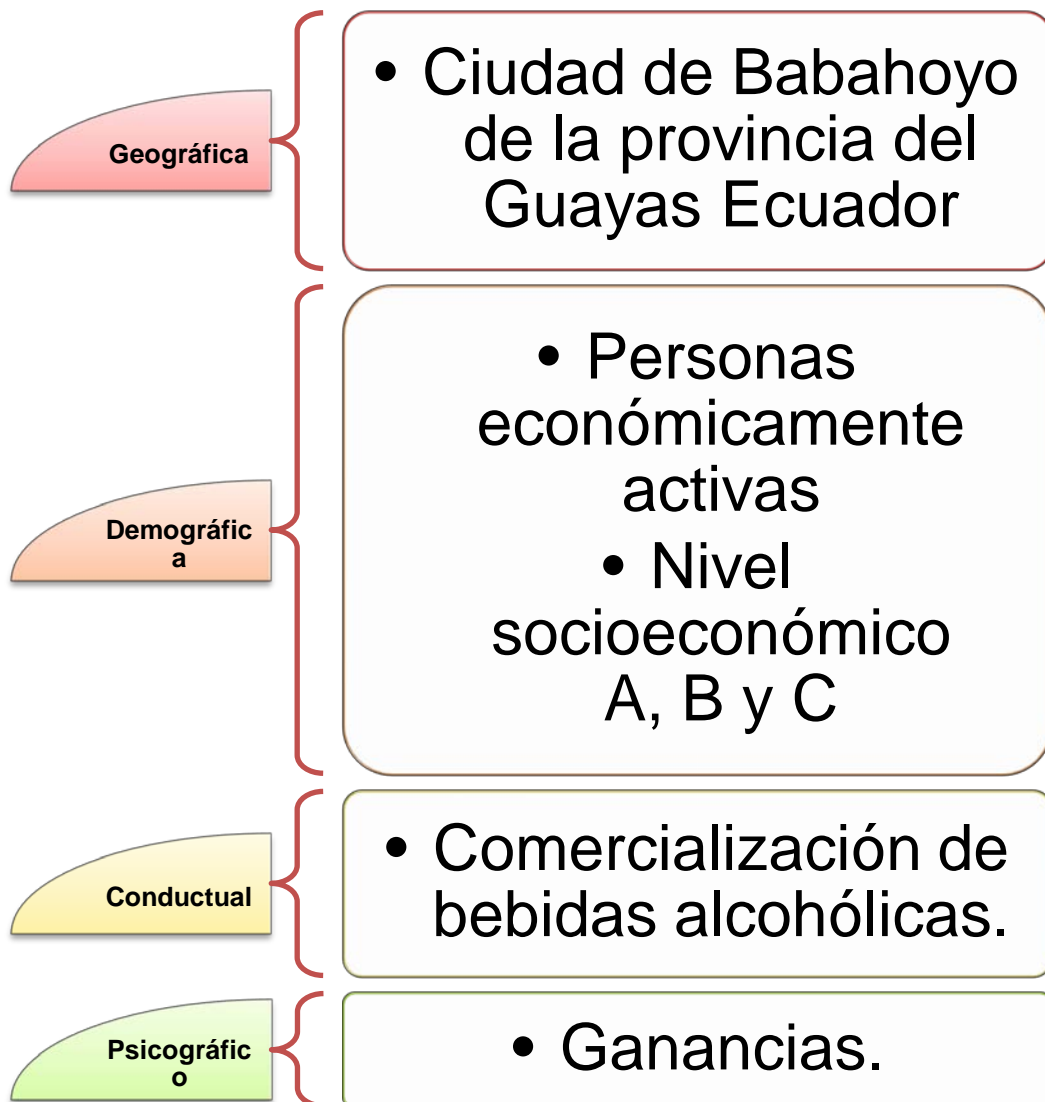 Geográfica
• Ciudad de Babahoyo
de la provincia del
Guayas Ecuador
Demográfic
a
• Personas
económicamente
activas
• Nivel
socioeconómico
A, B y C
Conductual
• Comercialización de
bebidas alcohólicas.
Psicográfic
o
• Ganancias.